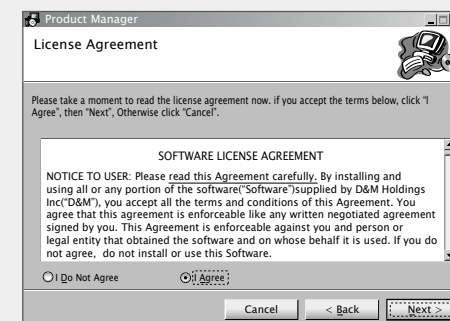 Product Manager
License Agreement
Please take a moment to read the license agreement now. if you accept the terms below, click "I
Agree", then "Next", Otherwise click "Cancel".
SOFTWARE LICENSE AGREEMENT
NOTICE TO USER: Please read this Agreement carefully. By installing and
using all or any portion of the software("Software")supplied by D&M Holdings
Inc("D&M"), you accept all the terms and conditions of this Agreement. You
agree that this agreement is enforceable like any written negotiated agreement
signed by you. This Agreement is enforceable against you and person or
legal entity that obtained the software and on whose behalf it is used. If you do
not agree, do not install or use this Software.
I Do Not Agree I Agree
Cancel < Back Next >